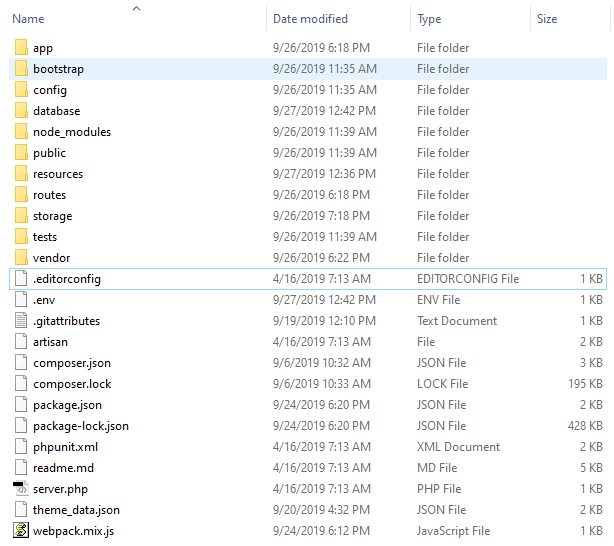 Name Date modified Type Size
app 9/26/2019 6:18 PM File folder
bootstrap 9/26/2019 11:35 AM File folder
config 9/26/2019 11:35 AM File folder
database 9/27/2019 12:42 PM File folder
node_modules 9/26/2019 11:39 AM File folder
public 9/26/2019 11:39 AM File folder
resources 9/27/2019 12:36 PM File folder
routes 9/26/2019 6:18 PM File folder
storage 9/26/2019 7:18 PM File folder
tests 9/26/2019 11:39 AM File folder
vendor 9/26/2019 6:22 PM File folder
.editorconfig 4/16/2019 7:13 AM EDITORCONFIG File 1 KB
.env 9/27/2019 12:42 PM ENV File 1 KB
.gitattributes 9/19/2019 12:10 PM Text Document 1 KB
artisan 4/16/2019 7:13 AM File 2 KB
composer.json 9/6/2019 10:32 AM JSON File 3 KB
composer.lock 9/6/2019 10:33 AM LOCK File 195 KB
package.json 9/24/2019 6:20 PM JSON File 2 KB
package-lock.json 9/24/2019 6:20 PM JSON File 428 KB
phpunit.xml 4/16/2019 7:13 AM XML Document 2 KB
readme.md 4/16/2019 7:13 AM MD File 5 KB
server.php 4/16/2019 7:13 AM PHP File 1 KB
theme_data.json 9/20/2019 4:32 PM JSON File 2 KB
webpack.mix.js 9/24/2019 6:12 PM JavaScript File 1 KB